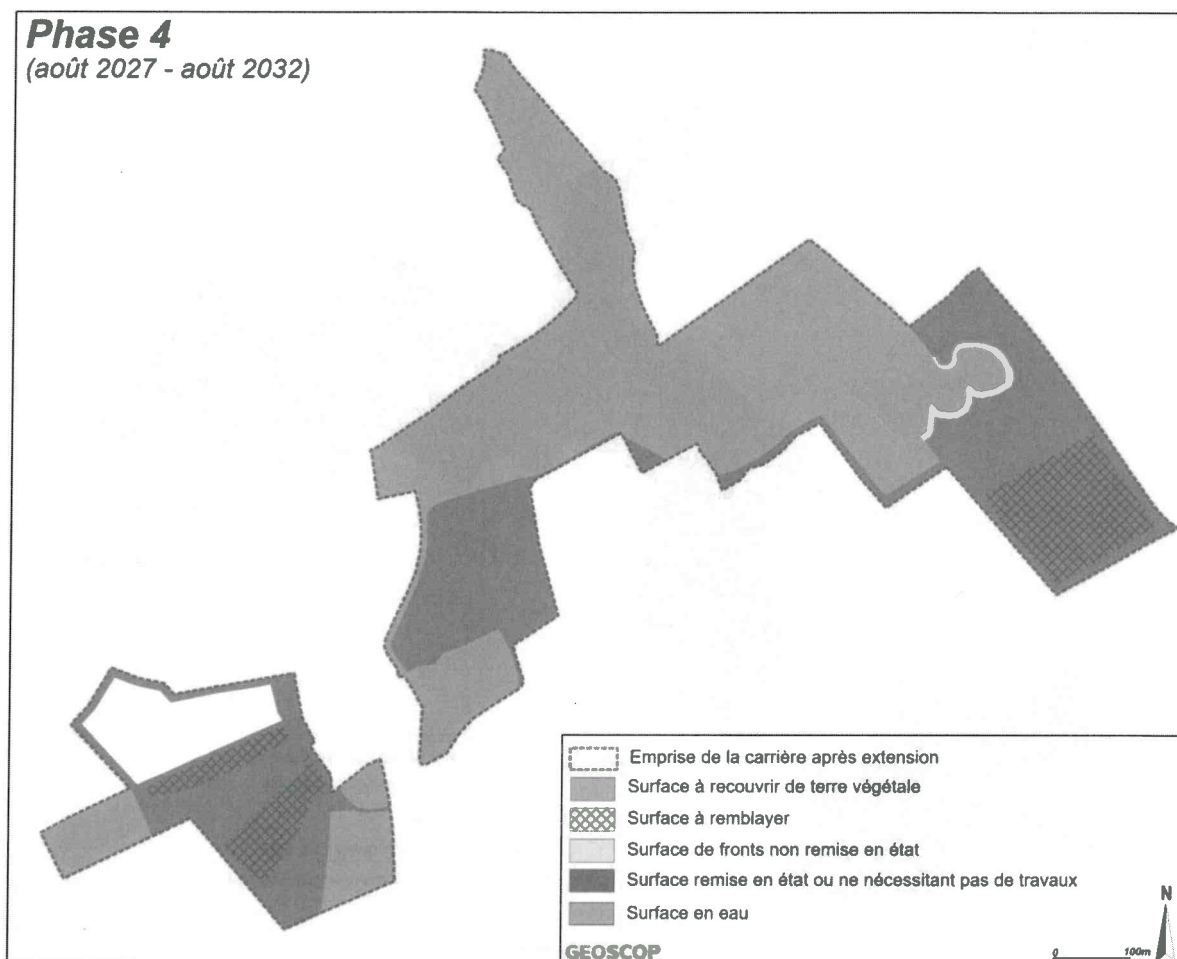 Phase 4
(août 2027 - août 2032)
Emprise de la carrière après extension
Surface à recouvrir de terre végétale
Surface à remblayer
Surface de fronts non remise en état
Surface remise en état ou ne nécessitant pas de travaux
Surface en eau
N
GEOSCOP
0 100m